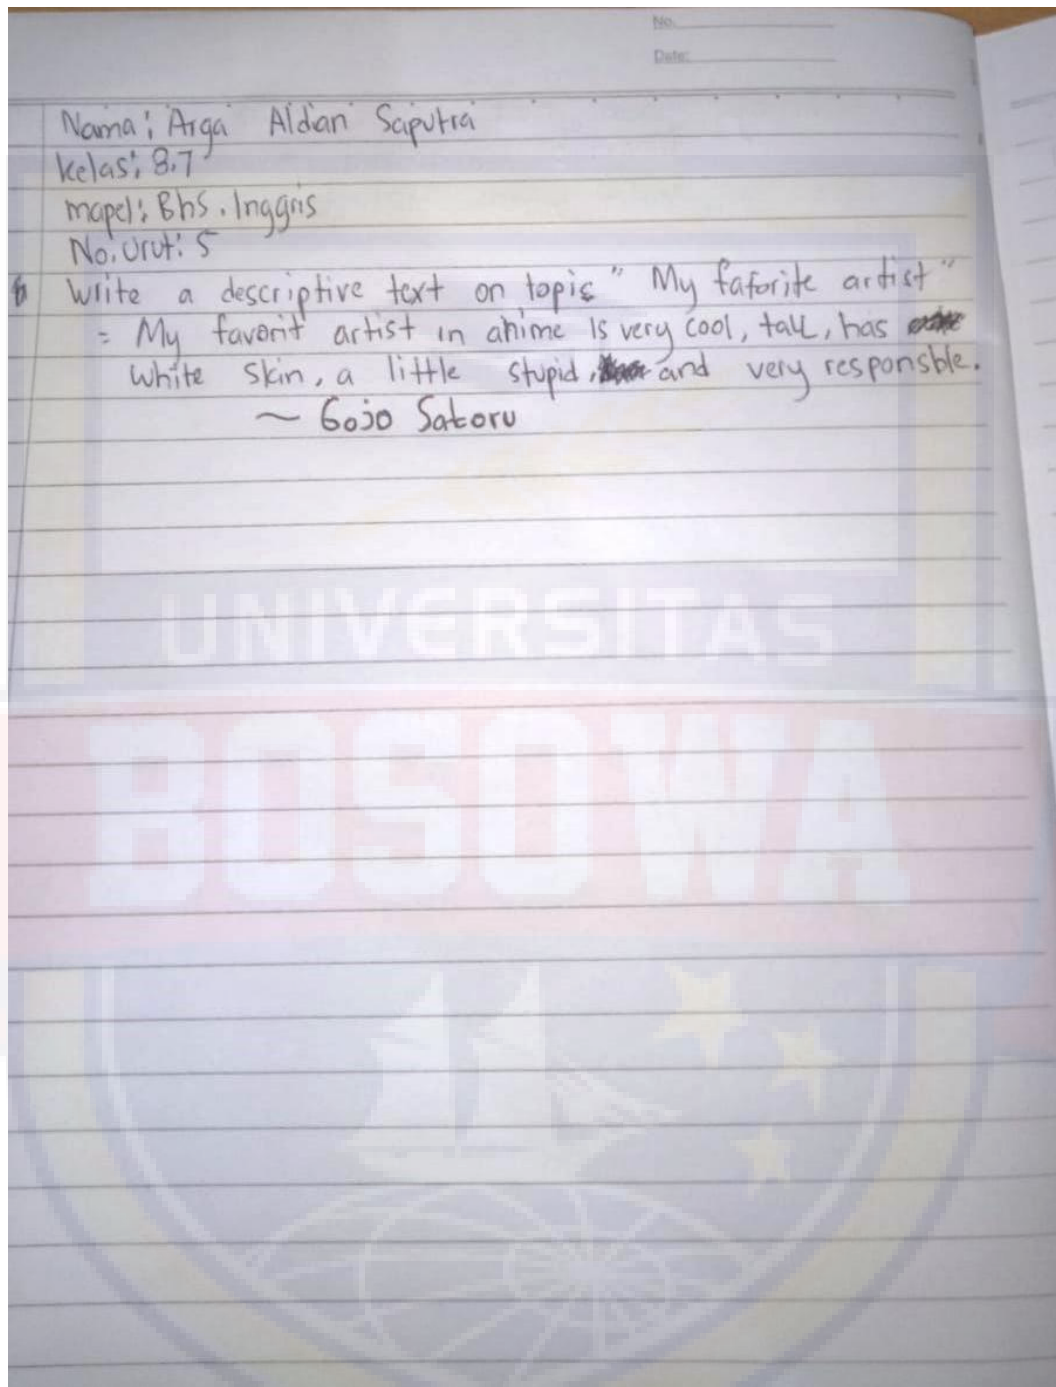 No.
Date:
Nama: Arga Aldan Saputra
Kelas: 8.7
mapel: Bhs. Inggris
No. Urut: 5
Write a descriptive text on topic "My faforite artist"
= My favorit artist in anime is very cool, tall, has
white skin, a little stupid, and very responsble.
~ Gojo Satoru
UNIVERSITAS
BOSOWA